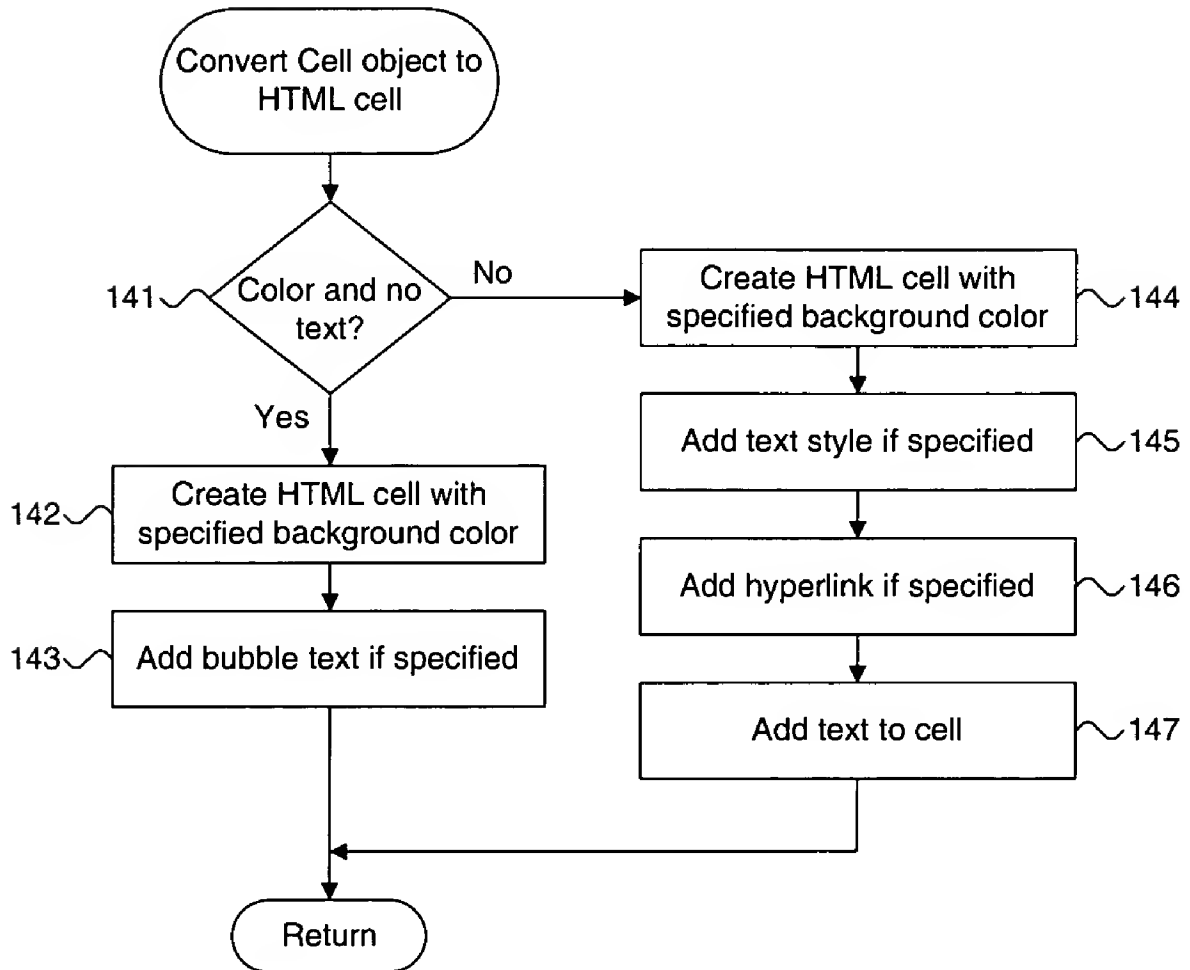 Convert Cell object to
HTML cell
141
Color and no
text?
No
Yes
142
Create HTML cell with
specified background color
143
Add bubble text if specified
Create HTML cell with
specified background color
144
Add text style if specified
145
Add hyperlink if specified
146
Add text to cell
147
Return